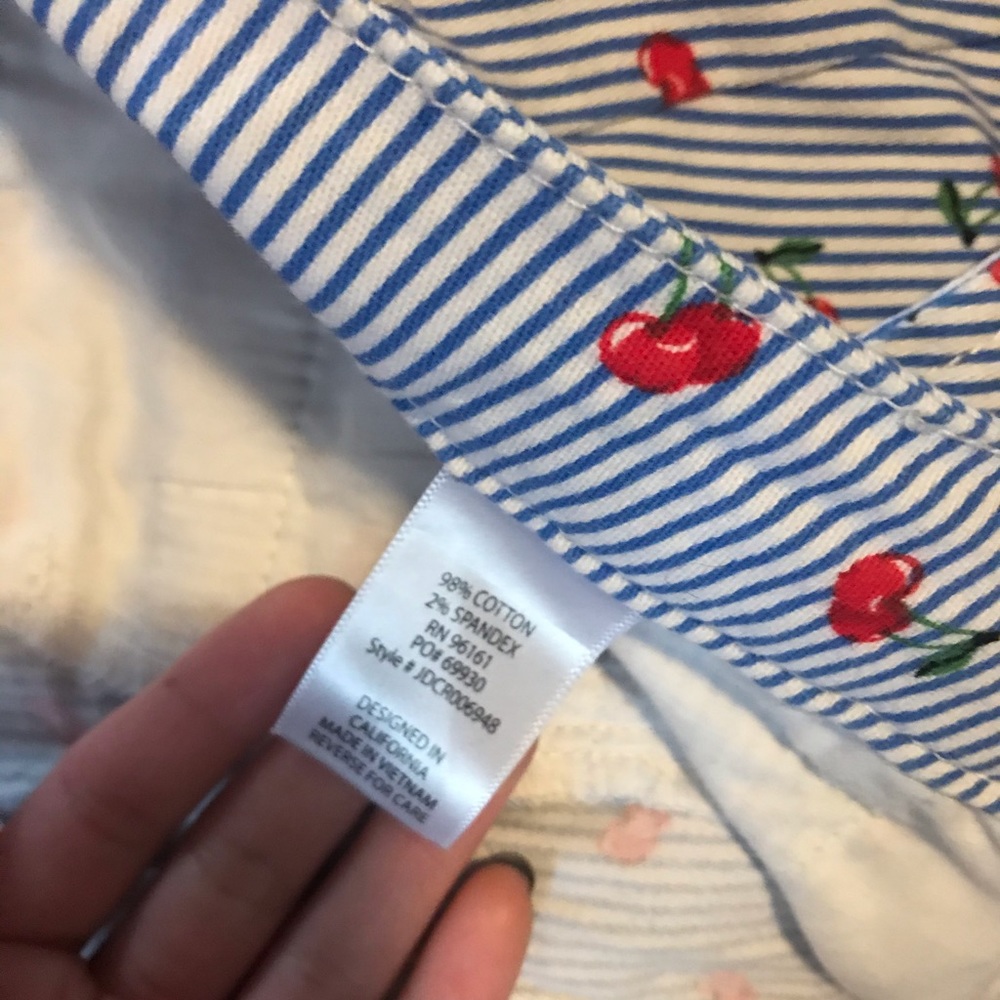 98% COTTON
2% SPANDEX
RN 96161
PO# 69930
Style # JDCR006948
DESIGNED IN
CALIFORNIA
MADE IN VIETNAM
REVERSE FOR CARE